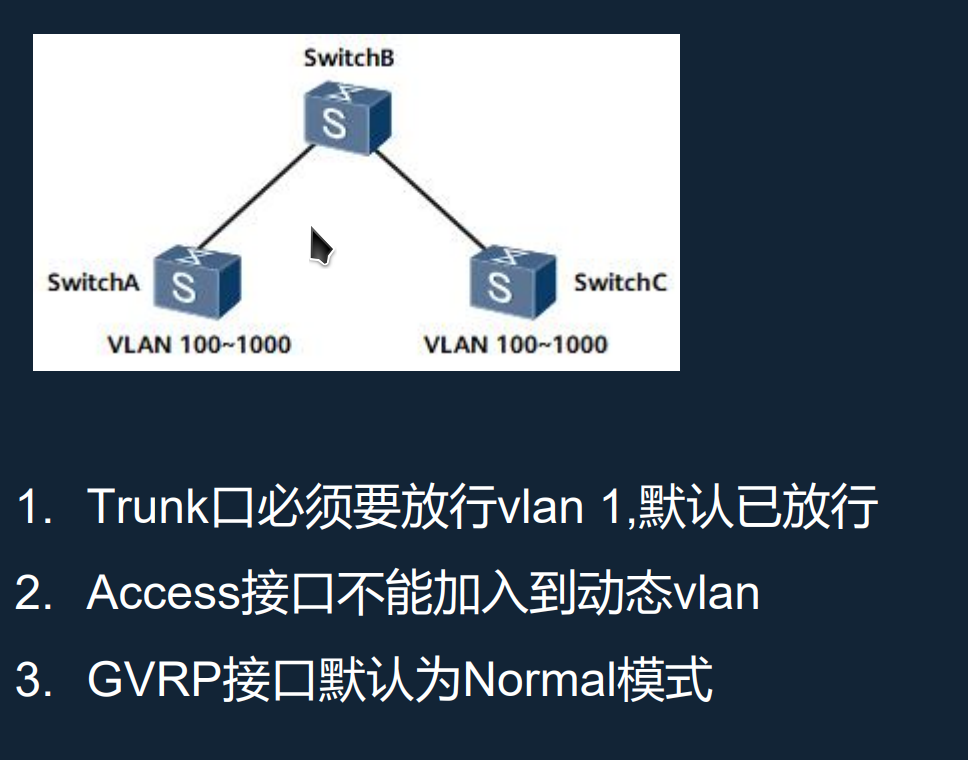 SwitchB
S
SwitchA
S
S
SwitchC
VLAN 100~1000
VLAN 100~1000
1. Trunk口必须要放行vlan 1,默认已放行
2. Access接口不能加入到动态vlan
3. GVRP接口默认为Normal模式